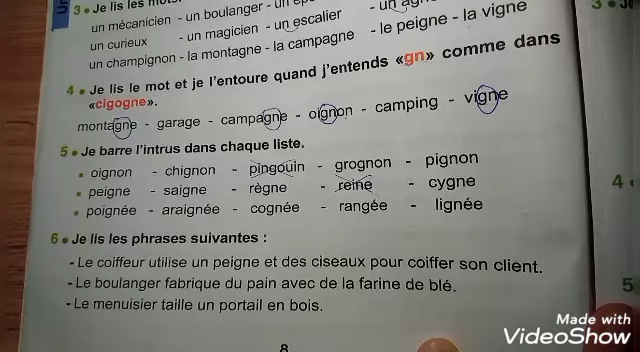 3 • Je lis les
un mécanicien - un boulanger - un
un curieux - un magicien - un escalier - un
un champignon - la montagne - la campagne - le peigne - la vigne
4 • Je lis le mot et je l'entoure quand j'entends «gn» comme dans
«cigogne».
montagne - garage - campagne - oignon - camping - vigne
5 • Je barre l'intrus dans chaque liste.
• oignon - chignon - pingouin - grognon - pignon
• peigne - saigne - règne - reine - cygne
• poignée - araignée - cognée - rangée - lignée
6 • Je lis les phrases suivantes :
- Le coiffeur utilise un peigne et des ciseaux pour coiffer son client.
- Le boulanger fabrique du pain avec de la farine de blé.
- Le menuisier taille un portail en bois.
8
3 •
4
5
Made with
VideoShow